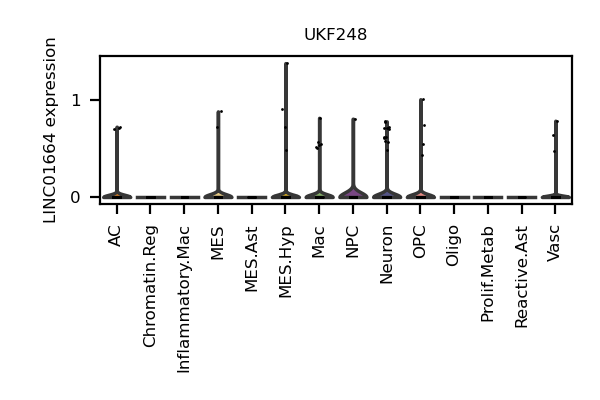 UKF248
LINC01664 expression
1
0
AC
Chromatin.Reg
Inflammatory.Mac
MES
MES.Ast
MES.Hyp
Mac
NPC
Neuron
OPC
Oligo
Prolif.Metab
Reactive.Ast
Vasc